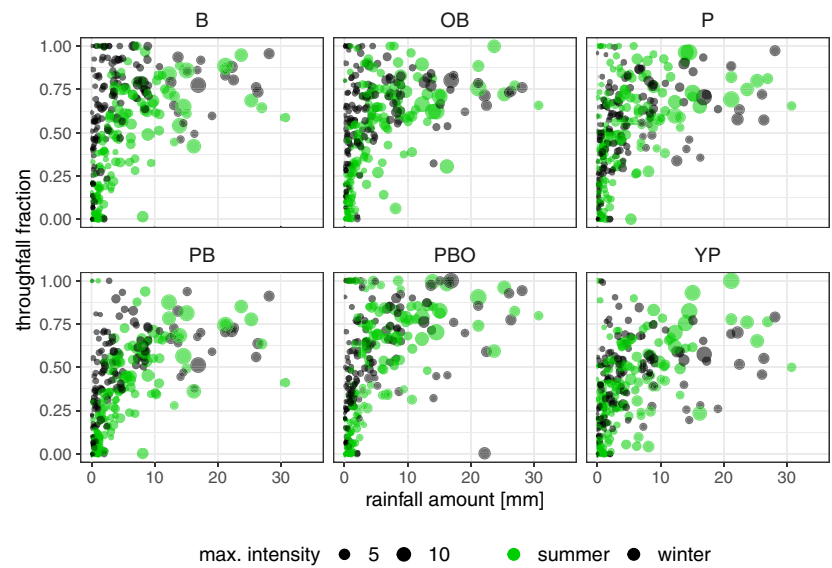 B OB P
1.00
0.75
0.50
0.25
0.00
PB PBO YP
1.00
0.75
0.50
0.25
0.00
throughfall fraction
0 10 20 30 0 10 20 30 0 10 20 30
rainfall amount [mm]
max. intensity 5 10 summer winter